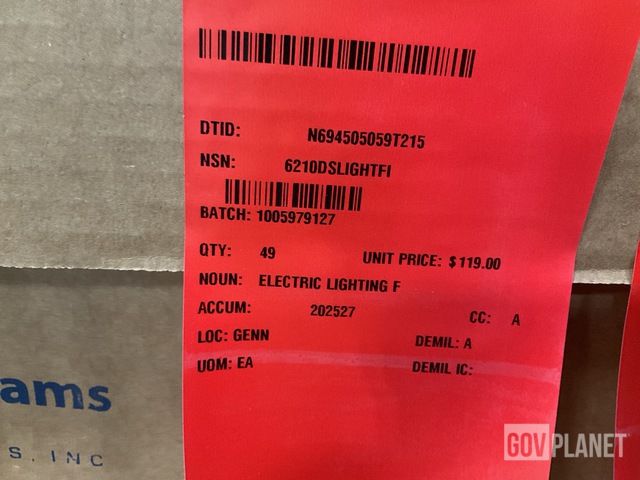 DTID: N694505059T215
NSN: 6210DSLIGHTFI
BATCH: 1005979127
QTY: 49 UNIT PRICE: $119.00
NOUN: ELECTRIC LIGHTING F
ACCUM: 202527 CC: A
LOC: GENN DEMIL: A
UOM: EA DEMIL IC:
ams
S, INC
GOVPLANET